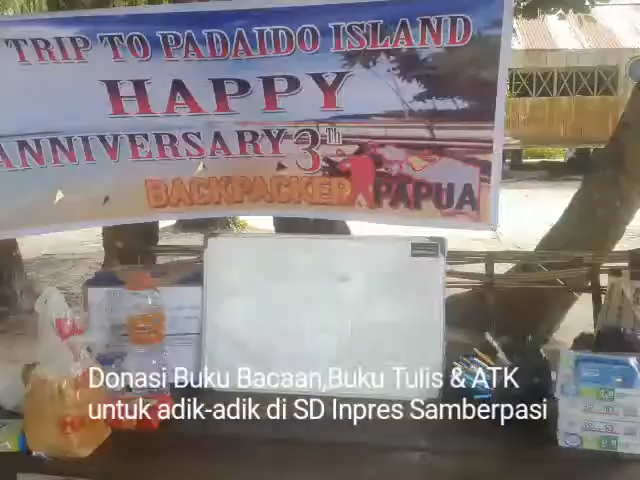 TRIP TO PADAIDO ISLAND
HAPPY
ANNIVERSARY 3Th
BACKPACKER PAPUA
Donasi Buku Bacaan,Buku Tulis & ATK
untuk adik-adik di SD Inpres Samberpasi